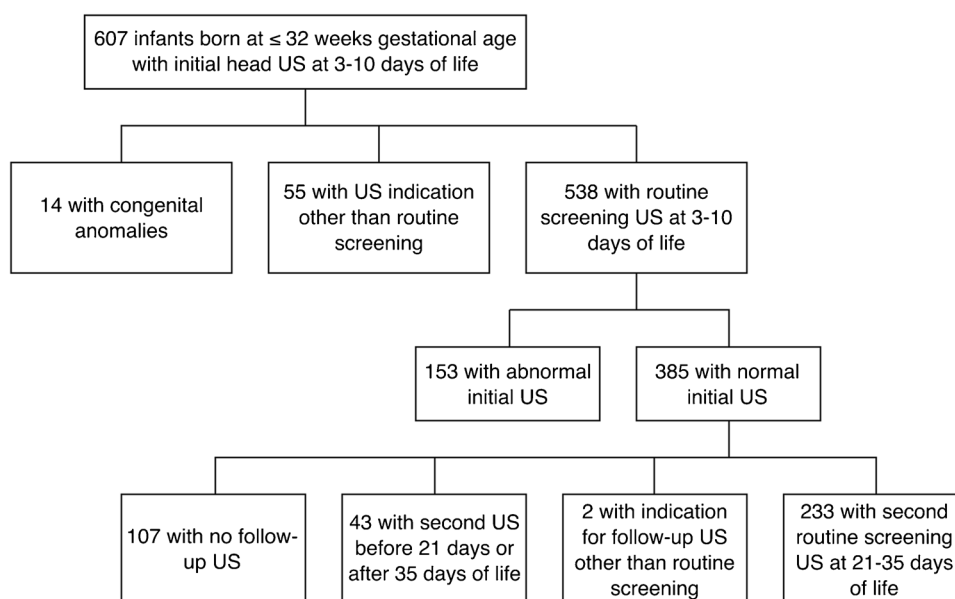 607 infants born at ≤ 32 weeks gestational age
with initial head US at 3-10 days of life
14 with congenital
anomalies
55 with US indication
other than routine
screening
538 with routine
screening US at 3-10
days of life
153 with abnormal
initial US
385 with normal
initial US
107 with no follow-
up US
43 with second US
before 21 days or
after 35 days of life
2 with indication
for follow-up US
other than routine
screening
233 with second
routine screening
US at 21-35 days
of life